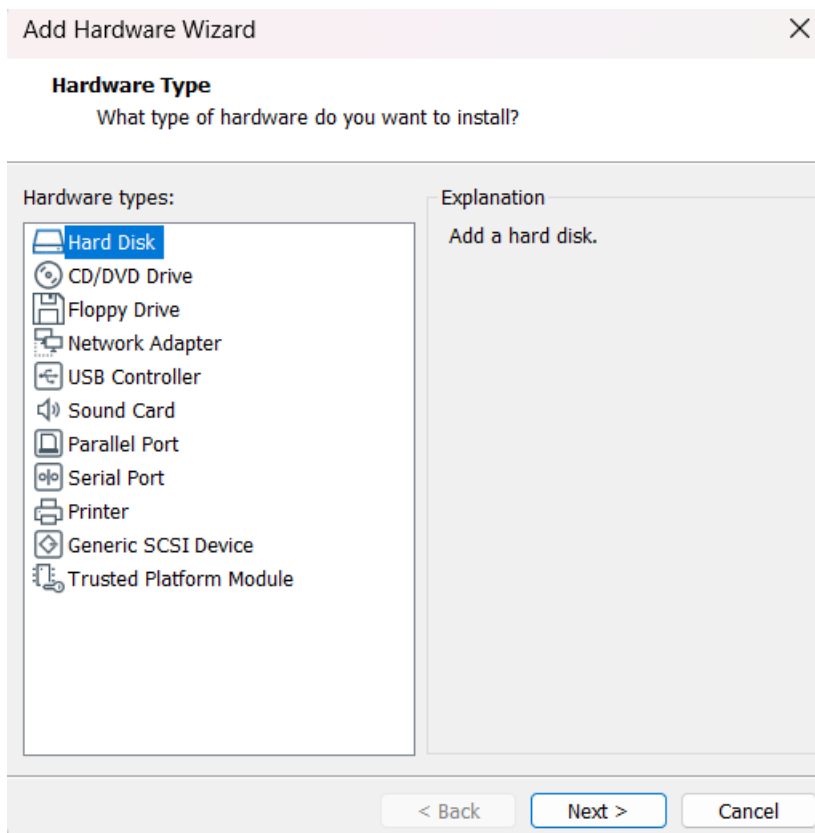 Add Hardware Wizard
Hardware Type
What type of hardware do you want to install?
Hardware types:
Hard Disk
CD/DVD Drive
Floppy Drive
Network Adapter
USB Controller
Sound Card
Parallel Port
Serial Port
Printer
Generic SCSI Device
Trusted Platform Module
Explanation
Add a hard disk.
< Back
Next >
Cancel